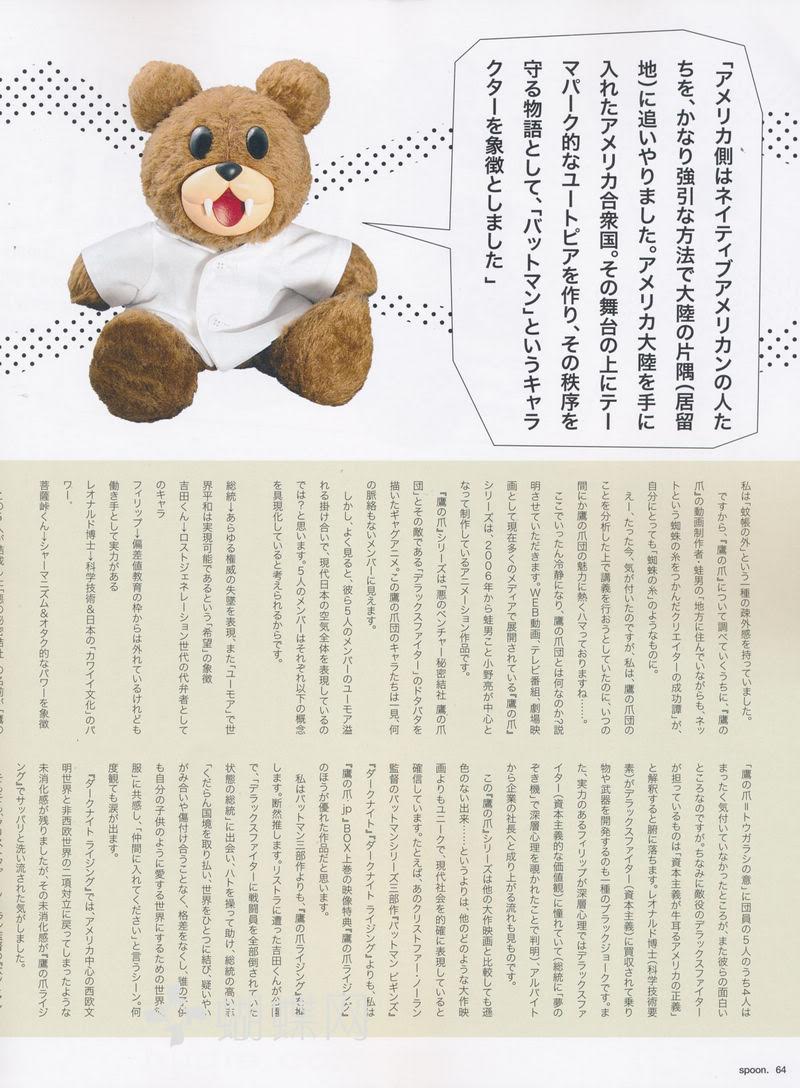 「アメリカ側はネイティブアメリカンの人た
ちを、かなり強引な方法で大陸の片隅(居留
地)に追いやりました。アメリカ大陸を手に
入れたアメリカ合衆国。その舞台の上にテー
マパーク的なユートピアを作り、その秩序を
守る物語として、「バットマン」というキャラ
クターを象徴としました」
私は「蚊帳の外」という一種の疎外感を持っていました。
ですから、『鷹の爪』について調べていくうちに、『鷹の
爪』の動画制作者・蛙男の「地方に住んでいながらも、ネッ
トという蜘蛛の糸をつかんだクリエイターの成功譚」が、
自分にとっても「蜘蛛の糸」のようなものに。
えー、たった今、気が付いたのですが、私は、鷹の爪団の
ことを分析した上で講義を行おうとしていたのに、いつの
間にか鷹の爪団の魅力に熱くハマっておりますね……。
ここでいったん冷静になり、鷹の爪団とは何なのか?説
明させていただきます。WEB動画、テレビ番組、劇場映
画として現在多くのメディアで展開されている『鷹の爪』
シリーズは、2006年から蛙男こと小野亮が中心と
なって制作しているアニメーション作品です。
『鷹の爪』シリーズは「悪のベンチャー秘密結社 鷹の爪
団」とその敵である「デラックスファイター」のドタバタを
描いたギャグアニメ。この鷹の爪団のキャラたちは一見、何
の脈絡もないメンバーに見えます。
しかし、よく見ると、彼ら5人のメンバーのユーモア溢
れる掛け合いで、現代日本の空気全体を表現しているの
では?と思います。5人のメンバーはそれぞれ以下の概念
を具現化していると考えられるからです。
総統→あらゆる権威の失墜を表現、また「ユーモア」で世
界平和は実現可能であるという「希望」の象徴
吉田くん→ロストジェネレーション世代の代弁者として
のキャラ
フィリップ→偏差値教育の枠からは外れているけれども
働き手として実力がある
レオナルド博士→科学技術＆日本の「カワイイ文化」のパ
ワー、
菩薩峠くん→シャーマニズム＆オタク的なパワーを象徴
「鷹の爪=トウガラシの意」に団員の5人のうち4人は
まったく気付いていなかったところが、また彼らの面白い
ところなのですが。ちなみに敵役のデラックスファイター
が担っているものは、「資本主義が牛耳るアメリカの正義」
と解釈すると腑に落ちます。レオナルド博士(科学技術要
素)がデラックスファイター(資本主義)に買収されて乗り
物や武器を開発するのも一種のブラックジョークです。ま
た、実力のあるフィリップが深層心理ではデラックスファ
イター(資本主義的な価値観)に憧れていて(総統に「夢の
ぞき機」で深層心理を覗かれたことで判明)、アルバイト
から企業の社長へと成り上がる流れも見ものです。
この『鷹の爪』シリーズは他の大作映画と比較しても遜
色のない出来……というよりは、他のどのような大作映
画よりもユニークで、現代社会を的確に表現していると
確信しています。たとえば、あのクリストファー・ノーラン
監督のバットマンシリーズ三部作『バットマン ビギンズ』
『ダークナイト』『ダークナイト ライジング』よりも、私は
『鷹の爪.jp』BOX上巻の映像特典『鷹の爪ライジング』
のほうが優れた作品だと思います。
私はバットマン三部作よりも、『鷹の爪ライジング』を推
します。断然推します。リストラに遭った吉田くんが公園
で、「デラックスファイターに戦闘員を全部倒されていた
状態の総統」に出会い、ハトを操って助け、総統の高い志
「くだらん国境を取り払い、世界をひとつに結び、疑いやい
がみ合いや傷付け合うことなく、格差をなくし、誰の子供
も自分の子供のように愛する世界にするための世界征
服」に共感し、「仲間に入れてください」と言うシーン。何
度観ても涙が出ます。
『ダークナイト ライジング』では、アメリカ中心の西欧文
明世界と非西欧世界の二項対立に戻ってしまったような
未消化感が残りましたが、その未消化感が『鷹の爪ライジ
ング』でサッパリと洗い流された気がしました。
spoon. 64